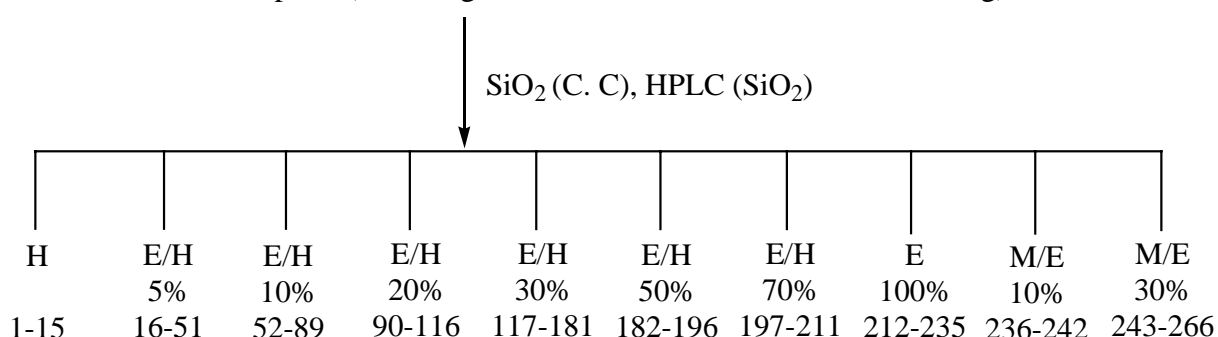 SiO2 (C. C), HPLC (SiO2)
H E/H E/H E/H E/H E/H E/H E M/E M/E
5% 10% 20% 30% 50% 70% 100% 10% 30%
1-15 16-51 52-89 90-116 117-181 182-196 197-211 212-235 236-242 243-266